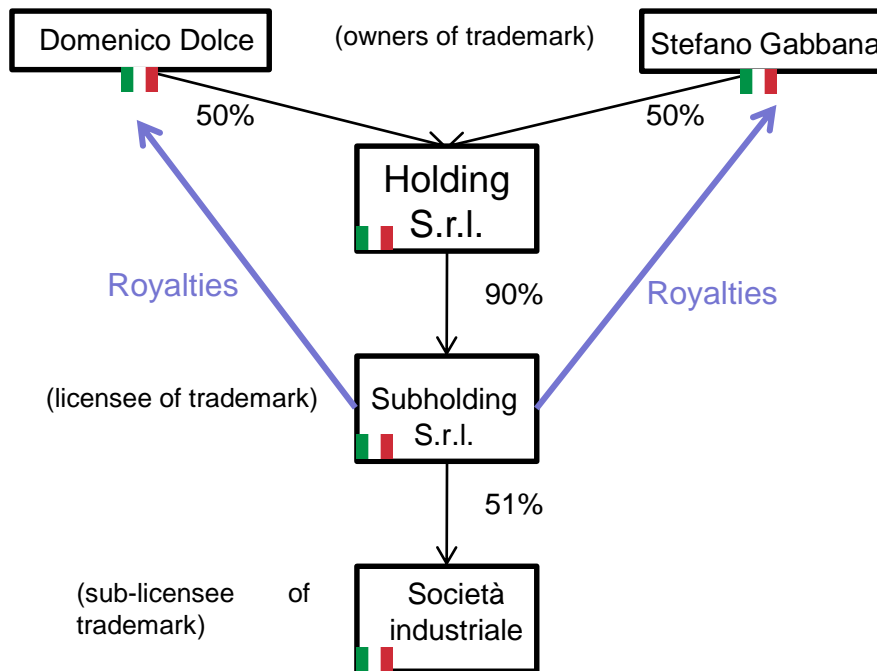 Domenico Dolce
(owners of trademark)
Stefano Gabbana
50%
50%
Holding
S.r.l.
Royalties
90%
Royalties
(licensee of trademark)
Subholding
S.r.l.
51%
(sub-licensee of
trademark)
Società
industriale